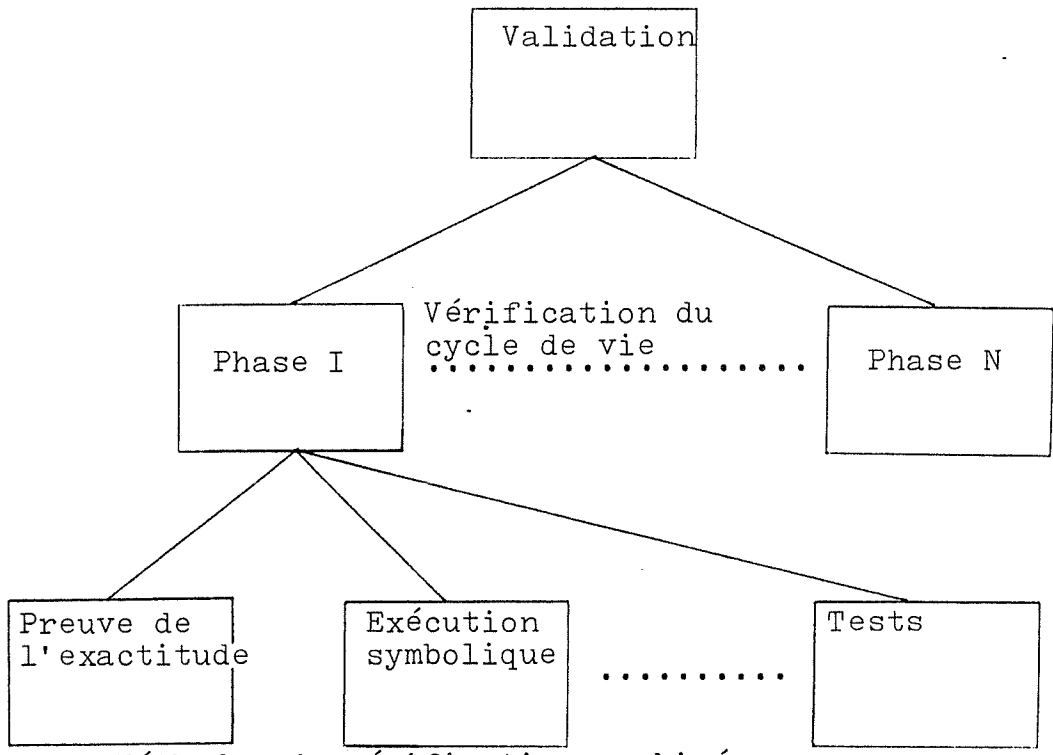 Validation
Vérification du
cycle de vie
Phase I
Phase N
Preuve de
l'exactitude
Exécution
symbolique
Tests